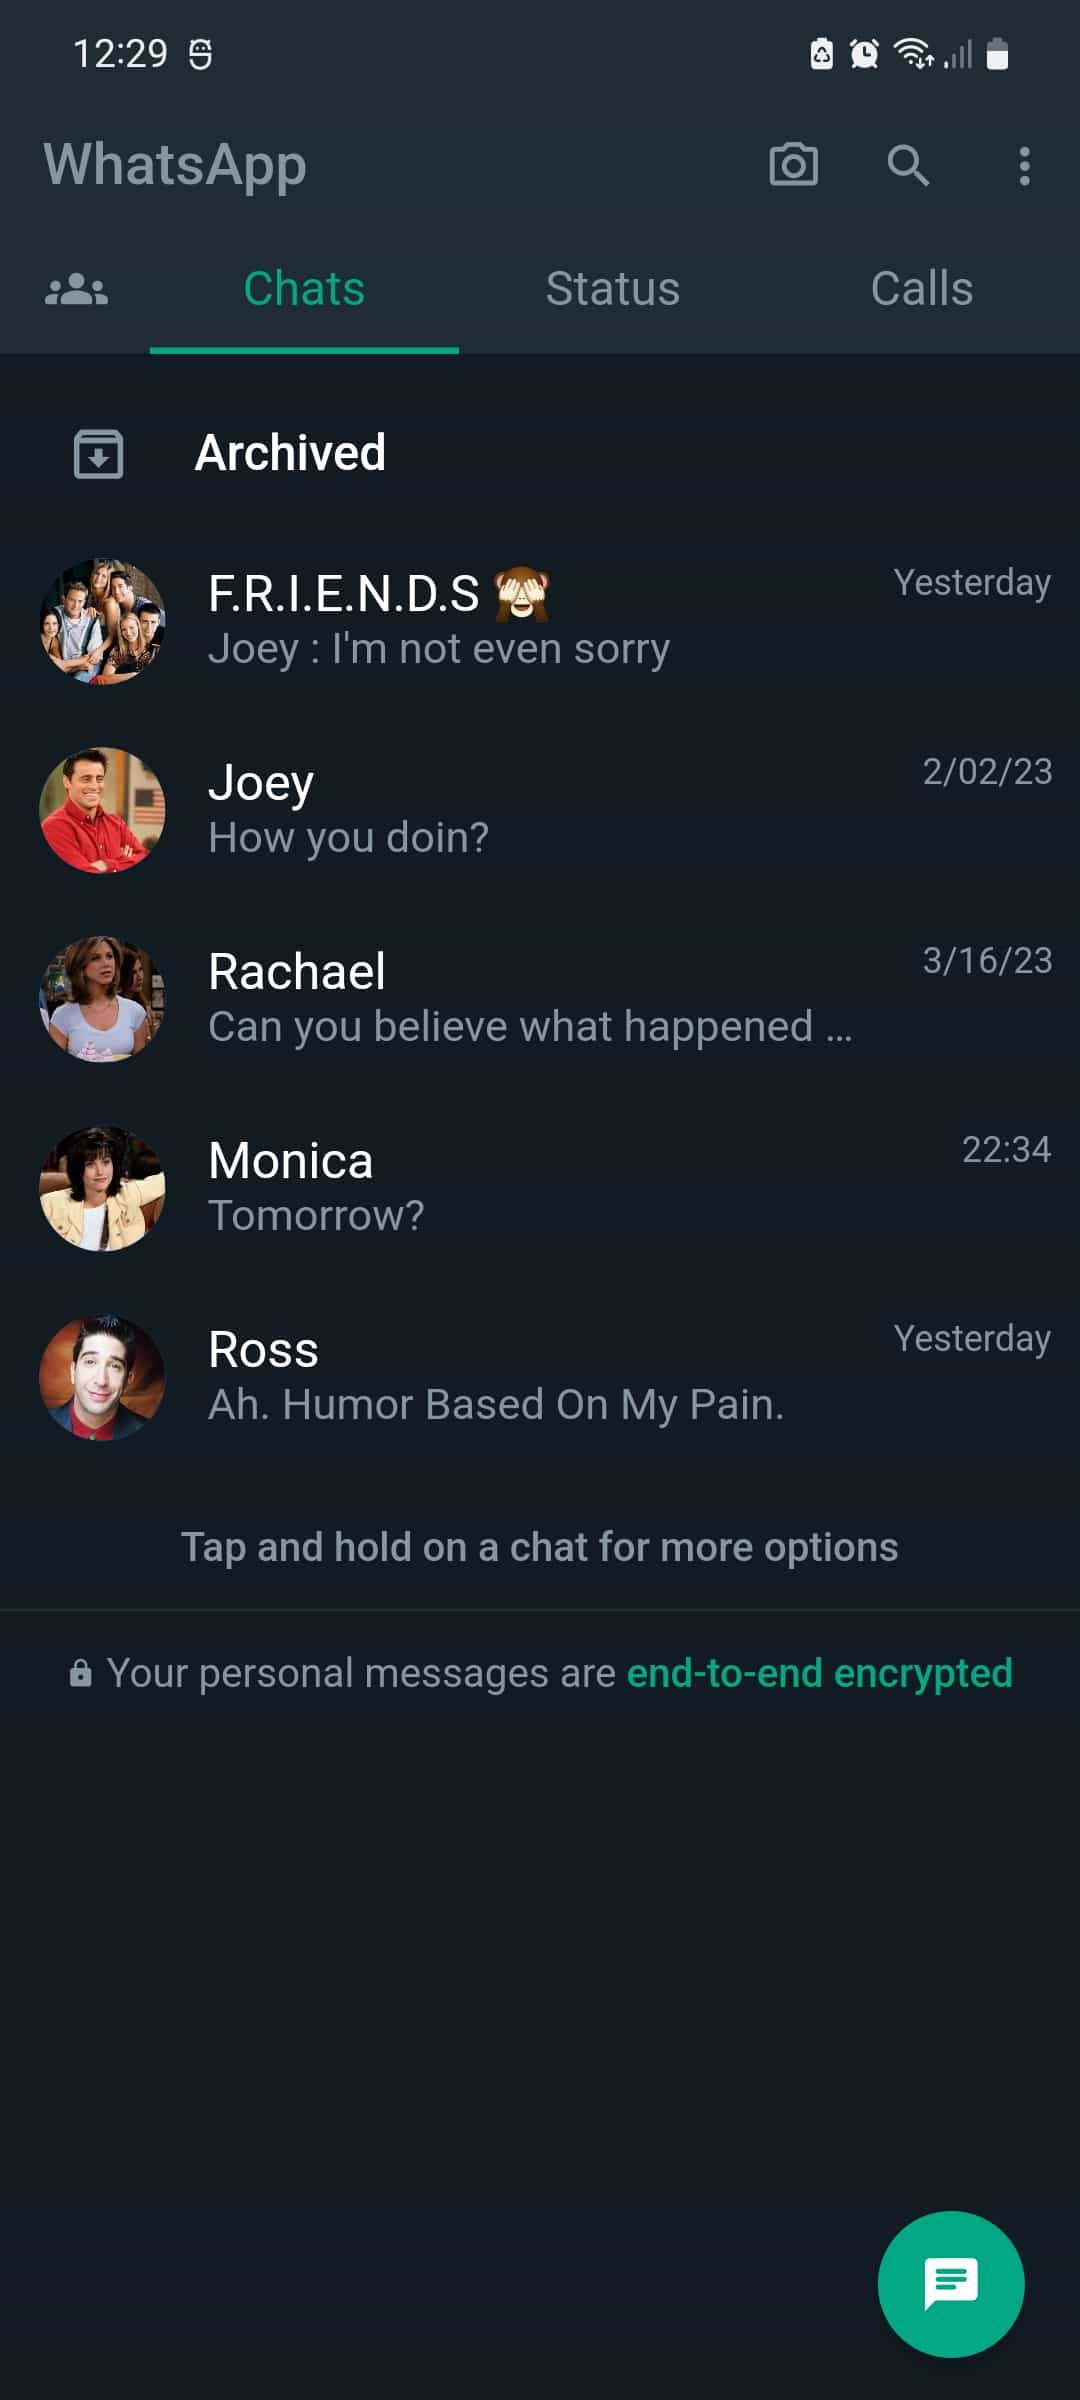 12:29
WhatsApp
Chats Status Calls
Archived
F.R.I.E.N.D.S 🙈 Yesterday
Joey : I'm not even sorry
Joey 2/02/23
How you doin?
Rachael 3/16/23
Can you believe what happened ...
Monica 22:34
Tomorrow?
Ross Yesterday
Ah. Humor Based On My Pain.
Tap and hold on a chat for more options
Your personal messages are end-to-end encrypted